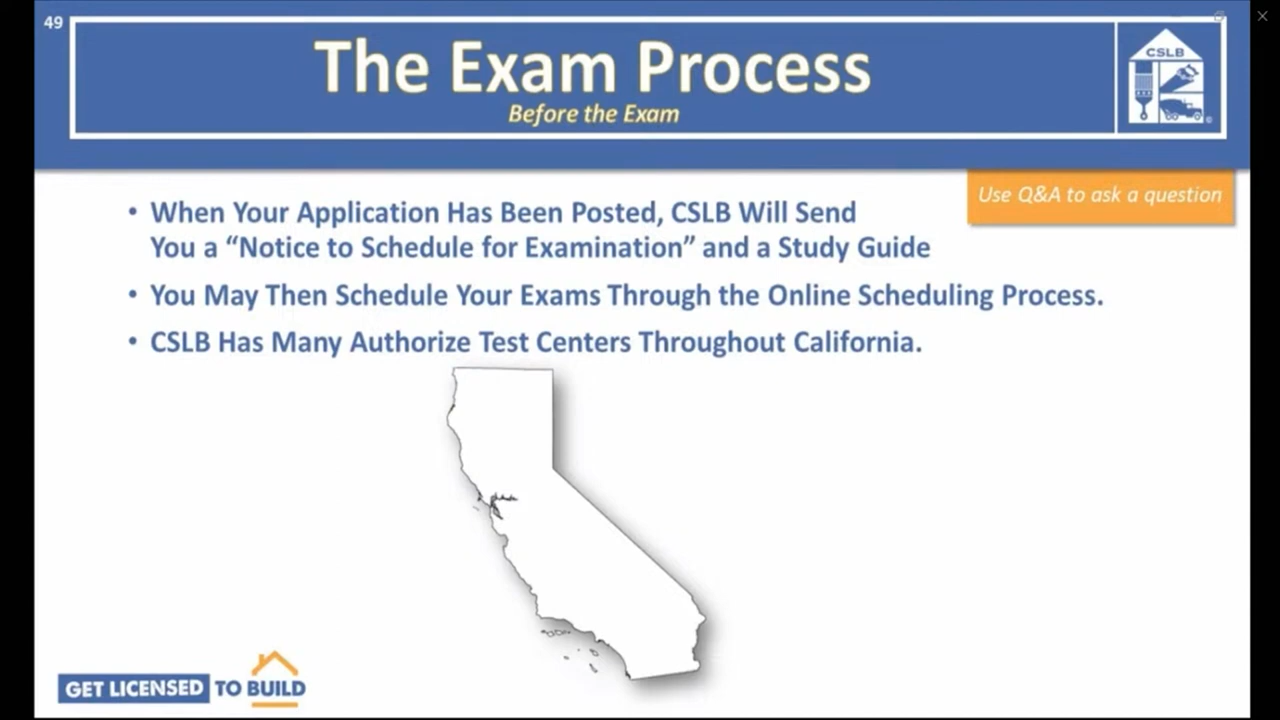 49
The Exam Process
Before the Exam
CSLB
®
Use Q&A to ask a question
• When Your Application Has Been Posted, CSLB Will Send
You a “Notice to Schedule for Examination” and a Study Guide
• You May Then Schedule Your Exams Through the Online Scheduling Process.
• CSLB Has Many Authorize Test Centers Throughout California.
GET LICENSED TO BUILD